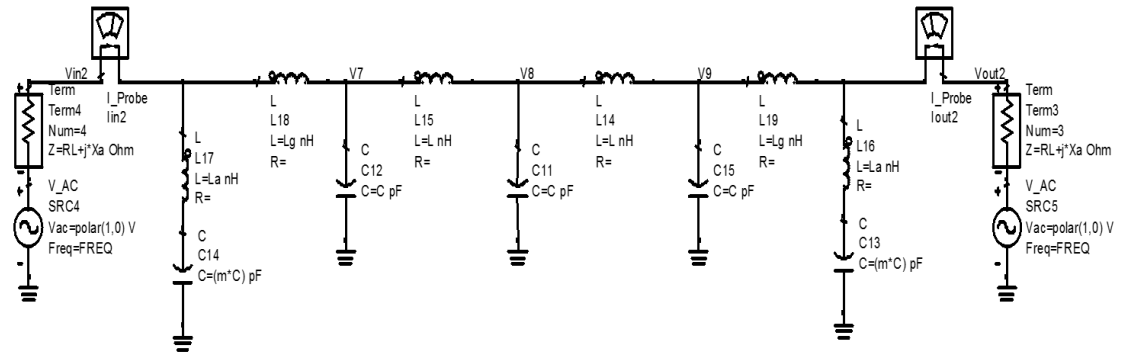 Vin2
Term
Term4
Num=4
Z=RL+j*Xa Ohm
V_AC
SRC4
Vac=polar(1,0) V
Freq=FREQ
I_Probe
Iin2
L
L17
L=La nH
R=
C
C14
C=(m*C) pF
L
L18
L=Lg nH
R=
V7
C
C12
C=C pF
L
L15
L=L nH
R=
V8
C
C11
C=C pF
L
L14
L=L nH
R=
V9
C
C15
C=C pF
L
L19
L=Lg nH
R=
L
L16
L=La nH
R=
C
C13
C=(m*C) pF
I_Probe
Iout2
Vout2
Term
Term3
Num=3
Z=RL+j*Xa Ohm
V_AC
SRC5
Vac=polar(1,0) V
Freq=FREQ